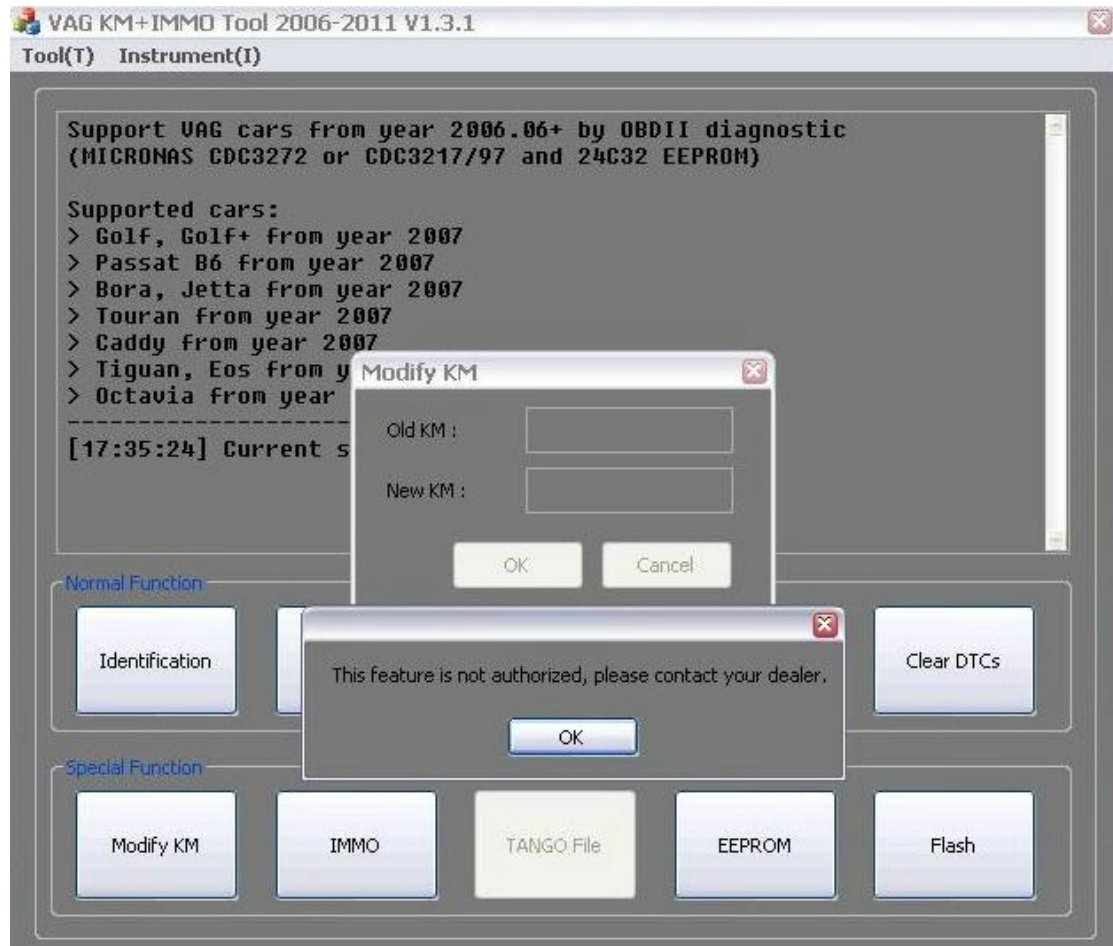 VAG KM+IMMO Tool 2006-2011 V1.3.1
Tool(T) Instrument(I)
Support VAG cars from year 2006.06+ by OBDII diagnostic
(MICRONAS CDC3272 or CDC3217/97 and 24C32 EEPROM)
Supported cars:
> Golf, Golf+ from year 2007
> Passat B6 from year 2007
> Bora, Jetta from year 2007
> Touran from year 2007
> Caddy from year 2007
> Tiguan, Eos from y
> Octavia from year
[17:35:24] Current s
Modify KM
Old KM :
New KM :
OK Cancel
Normal Function
Identification
This feature is not authorized, please contact your dealer.
OK
Clear DTCs
Special Function
Modify KM IMMO TANGO File EEPROM Flash